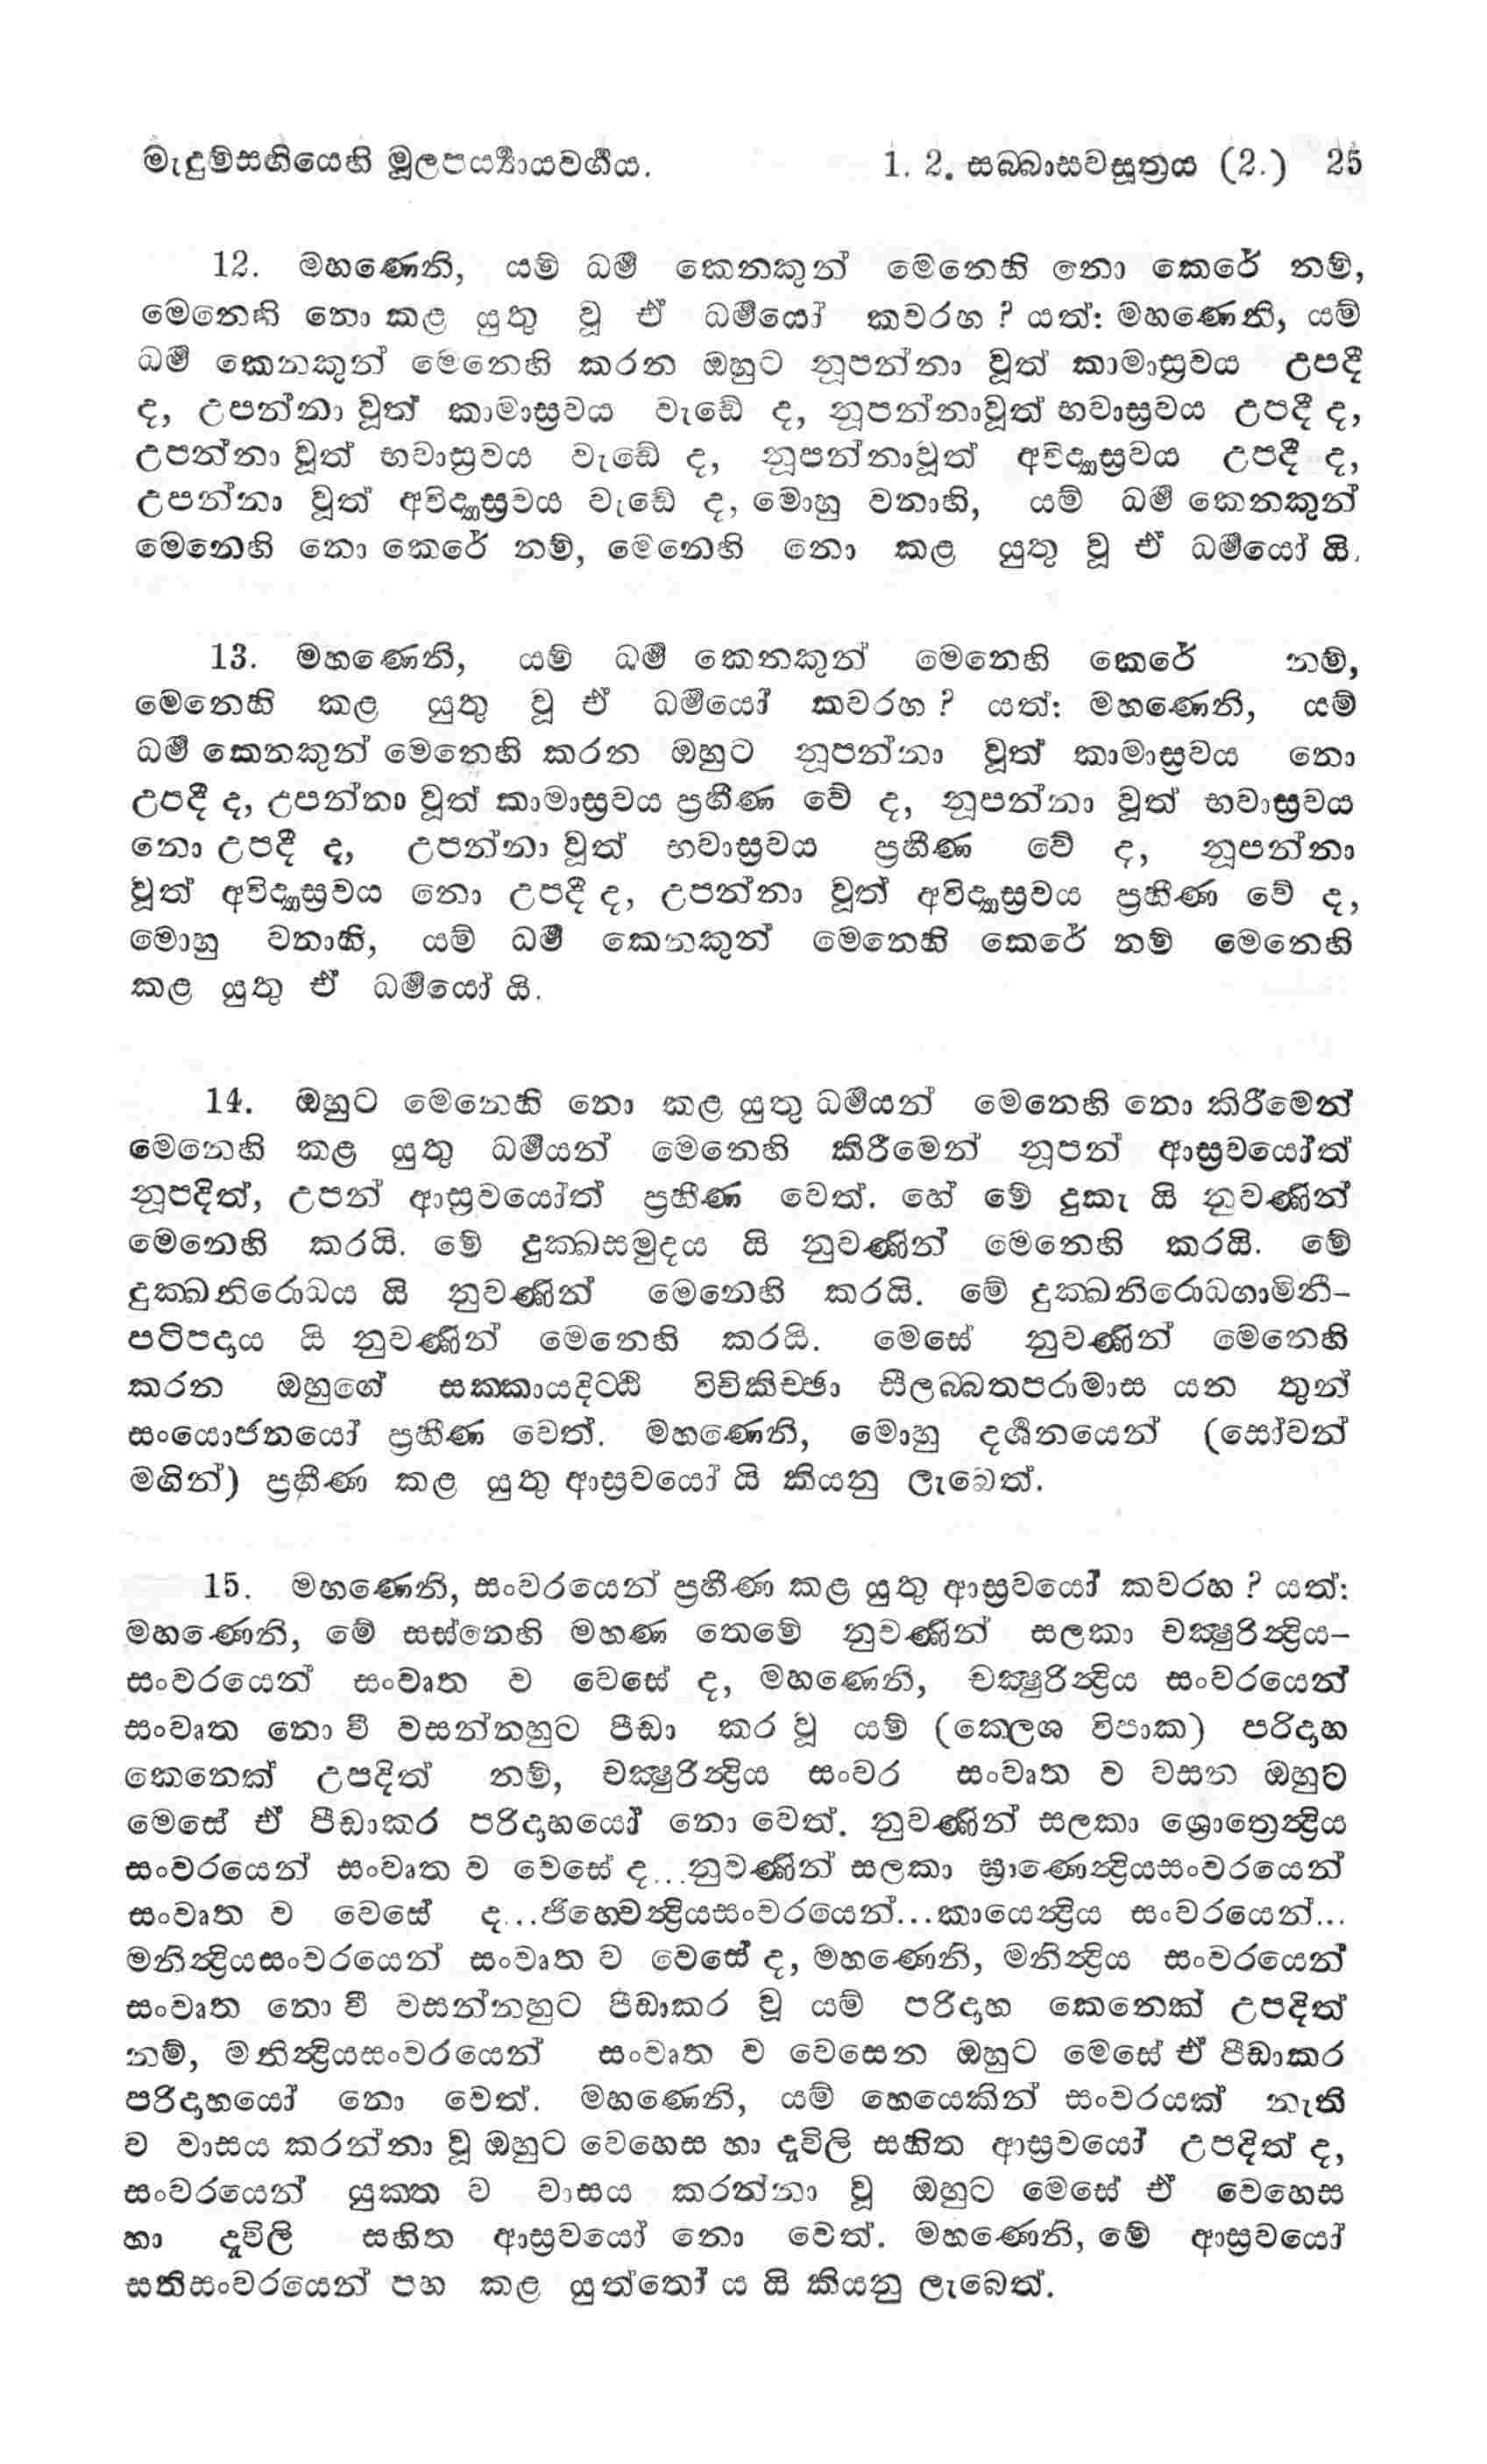 මැදුම්සඟියෙහි මූලපර්‍ය්‍යායවර්‍ගය. 1. 2. සබ්බාසවසූත්‍රය (2.) 25
12. මහණෙනි, යම් ධර්‍ම කෙනකුන් මෙනෙහි නො කෙරේ නම්,
මෙනෙහි නො කළ යුතු වූ ඒ ධර්‍මයෝ කවරහ ? යත්: මහණෙනි, යම්
ධර්‍ම කෙනකුන් මෙනෙහි කරන ඔහුට නූපන්නා වූත් කාමාස්‍රවය උපදී
ද, උපන්නා වූත් කාමාස්‍රවය වැඩේ ද, නූපන්නාවූත් භවාස්‍රවය උපදී ද,
උපන්නා වූත් භවාස්‍රවය වැඩේ ද, නූපන්නාවූත් අවිද්‍යාස්‍රවය උපදී ද,
උපන්නා වූත් අවිද්‍යාස්‍රවය වැඩේ ද, මොහු වනාහි, යම් ධර්‍ම කෙනකුන්
මෙනෙහි නො කෙරේ නම්, මෙනෙහි නො කළ යුතු වූ ඒ ධර්‍මයෝ යි.
13. මහණෙනි, යම් ධර්‍ම කෙනකුන් මෙනෙහි කෙරේ නම්,
මෙනෙහි කළ යුතු වූ ඒ ධර්‍මයෝ කවරහ ? යත්: මහණෙනි, යම්
ධර්‍ම කෙනකුන් මෙනෙහි කරන ඔහුට නූපන්නා වූත් කාමාස්‍රවය නො
උපදී ද, උපන්නා වූත් කාමාස්‍රවය ප්‍රහීණ වේ ද, නූපන්නා වූත් භවාස්‍රවය
නො උපදී ද, උපන්නා වූත් භවාස්‍රවය ප්‍රහීණ වේ ද, නූපන්නා
වූත් අවිද්‍යාස්‍රවය නො උපදී ද, උපන්නා වූත් අවිද්‍යාස්‍රවය ප්‍රහීණ වේ ද,
මොහු වනාහි, යම් ධර්‍ම කෙනකුන් මෙනෙහි කෙරේ නම් මෙනෙහි
කළ යුතු ඒ ධර්‍මයෝ යි.
14. ඔහුට මෙනෙහි නො කළ යුතු ධර්‍මයන් මෙනෙහි නො කිරීමෙන්
මෙනෙහි කළ යුතු ධර්‍මයන් මෙනෙහි කිරීමෙන් නූපන් ආස්‍රවයෝත්
නූපදිත්, උපන් ආස්‍රවයෝත් ප්‍රහීණ වෙත්. හේ මේ දුකැ යි නුවණින්
මෙනෙහි කරයි. මේ දුක්ඛසමුදය යි නුවණින් මෙනෙහි කරයි. මේ
දුක්ඛනිරොධය යි නුවණින් මෙනෙහි කරයි. මේ දුක්ඛනිරොධගාමිනී-
පටිපදාය යි නුවණින් මෙනෙහි කරයි. මෙසේ නුවණින් මෙනෙහි
කරන ඔහුගේ සක්කායදිට්ඨි විචිකිච්ඡා සීලබ්බතපරාමාස යන තුන්
සංයොජනයෝ ප්‍රහීණ වෙත්. මහණෙනි, මොහු දර්‍ශනයෙන් (සෝවන්
මඟින්) ප්‍රහීණ කළ යුතු ආස්‍රවයෝ යි කියනු ලැබෙත්.
15. මහණෙනි, සංවරයෙන් ප්‍රහීණ කළ යුතු ආස්‍රවයෝ කවරහ ? යත්:
මහණෙනි, මේ සස්නෙහි මහණ තෙමේ නුවණින් සලකා චක්‍ෂුරින්‍ද්‍රිය-
සංවරයෙන් සංවෘත ව වෙසේ ද, මහණෙනි, චක්‍ෂුරින්‍ද්‍රිය සංවරයෙන්
සංවෘත නො වී වසන්නහුට පීඩා කර වූ යම් (ක්ලෙශ විපාක) පරිදාහ
කෙනෙක් උපදිත් නම්, චක්‍ෂුරින්‍ද්‍රිය සංවර සංවෘත ව වසන ඔහුට
මෙසේ ඒ පීඩාකර පරිදාහයෝ නො වෙත්. නුවණින් සලකා ශ්‍රොත්‍රෙන්‍ද්‍රිය
සංවරයෙන් සංවෘත ව වෙසේ ද...නුවණින් සලකා ඝ්‍රාණෙන්‍ද්‍රියසංවරයෙන්
සංවෘත ව වෙසේ ද...ජිහ්වෙන්‍ද්‍රියසංවරයෙන්...කායෙන්‍ද්‍රිය සංවරයෙන්...
මනින්‍ද්‍රියසංවරයෙන් සංවෘත ව වෙසේ ද, මහණෙනි, මනින්‍ද්‍රිය සංවරයෙන්
සංවෘත නො වී වසන්නහුට පීඩාකර වූ යම් පරිදාහ කෙනෙක් උපදිත්
නම්, මනින්‍ද්‍රියසංවරයෙන් සංවෘත ව වෙසෙන ඔහුට මෙසේ ඒ පීඩාකර
පරිදාහයෝ නො වෙත්. මහණෙනි, යම් හෙයෙකින් සංවරයක් නැති
ව වාසය කරන්නා වූ ඔහුට වෙහෙස හා දැවිලි සහිත ආස්‍රවයෝ උපදිත් ද,
සංවරයෙන් යුක්ත ව වාසය කරන්නා වූ ඔහුට මෙසේ ඒ වෙහෙස
හා දැවිලි සහිත ආස්‍රවයෝ නො වෙත්. මහණෙනි, මේ ආස්‍රවයෝ
සතිසංවරයෙන් පහ කළ යුත්තෝ ය යි කියනු ලැබෙත්.